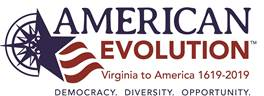 AMERICAN
EVOLUTION™
Virginia to America 1619-2019
DEMOCRACY. DIVERSITY. OPPORTUNITY.